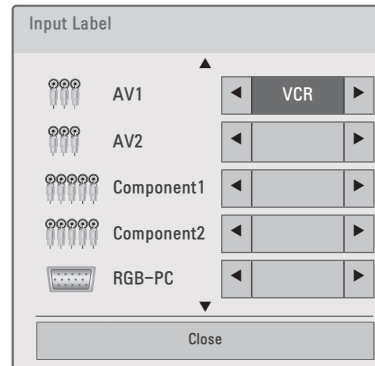 Input Label
AV1
VCR
AV2
Component1
Component2
RGB-PC
Close